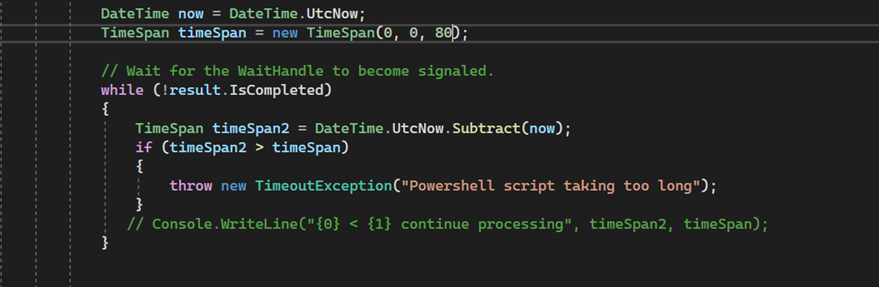 DateTime now = DateTime.UtcNow;
TimeSpan timeSpan = new TimeSpan(0, 0, 80);
// Wait for the WaitHandle to become signaled.
while (!result.IsCompleted)
{
TimeSpan timeSpan2 = DateTime.UtcNow.Subtract(now);
if (timeSpan2 > timeSpan)
{
throw new TimeoutException("Powershell script taking too long");
}
// Console.WriteLine("{0} < {1} continue processing", timeSpan2, timeSpan);
}